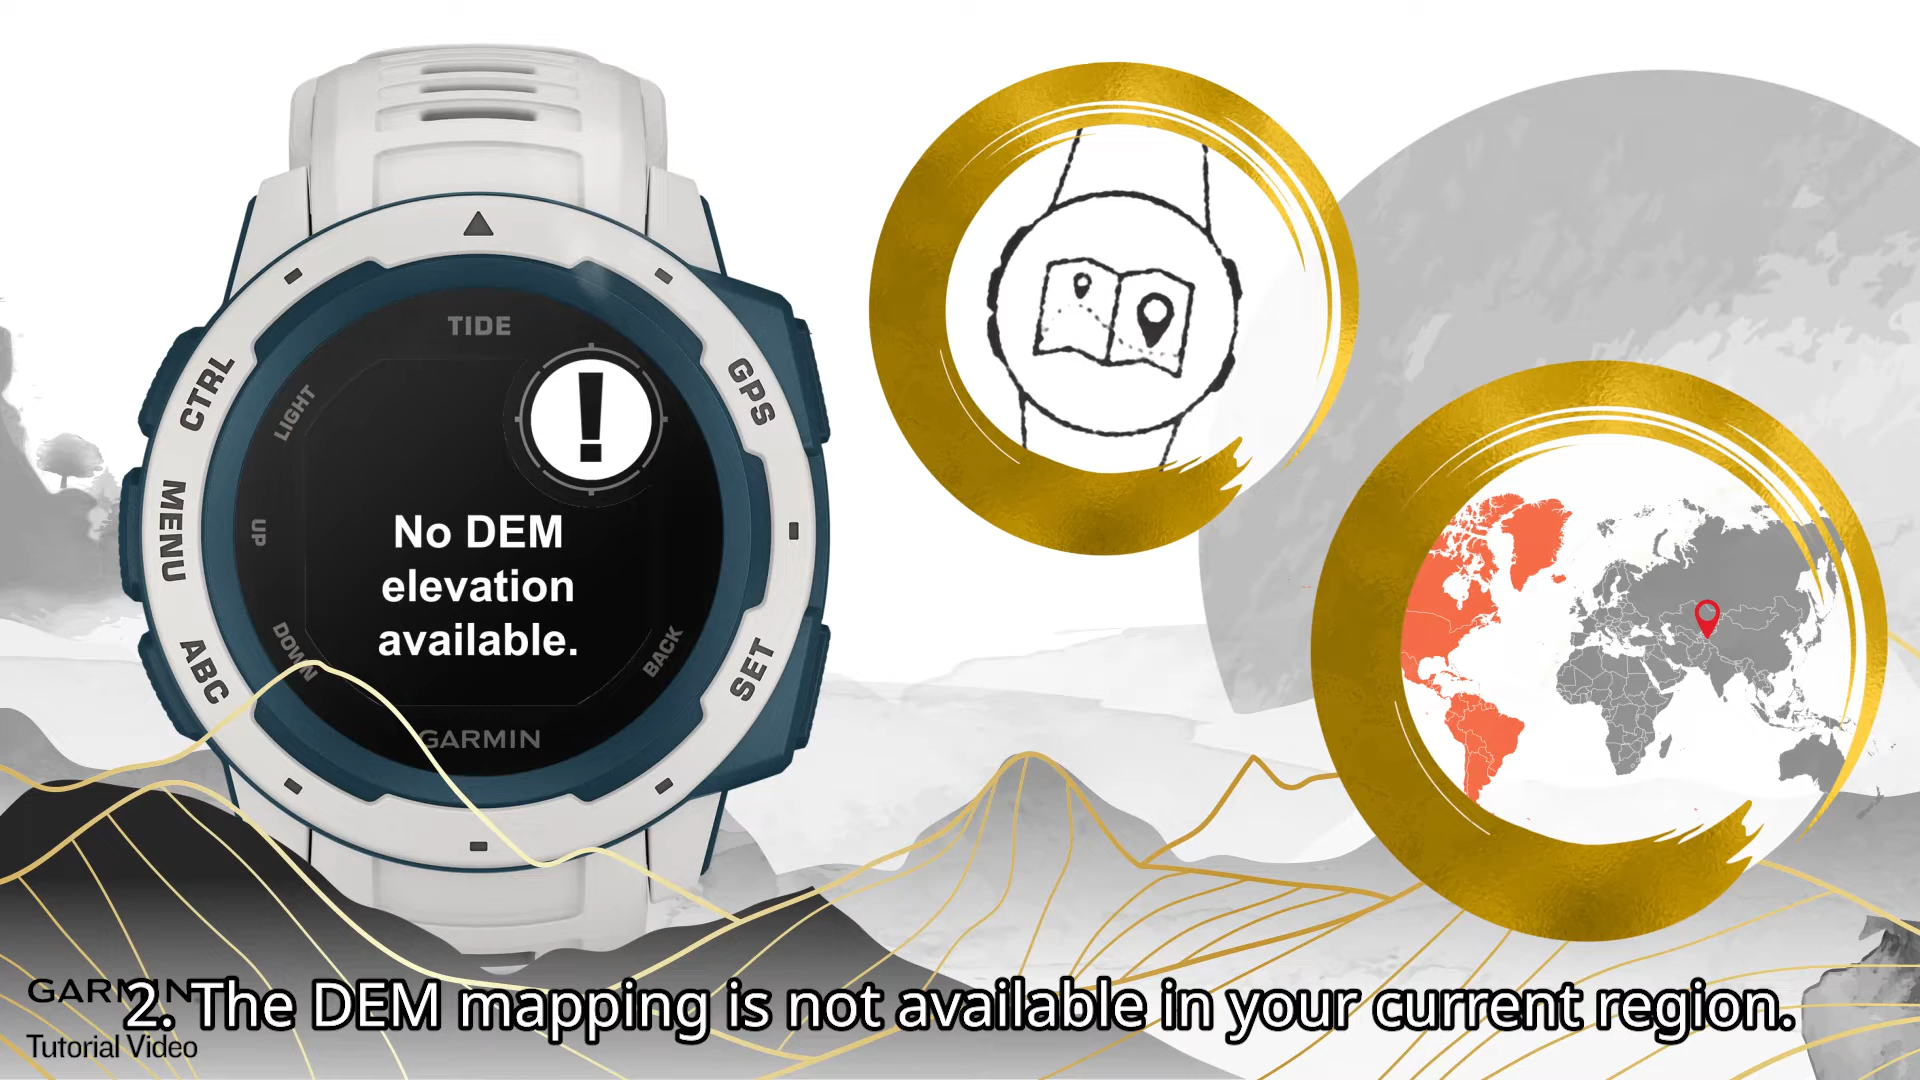 TIDE
CTRL
LIGHT
GPS
No DEM
elevation
available.
MENU
UP
ABC
DOWN
BACK
SET
GARMIN
GARMIN
2. The DEM mapping is not available in your current region.
Tutorial Video